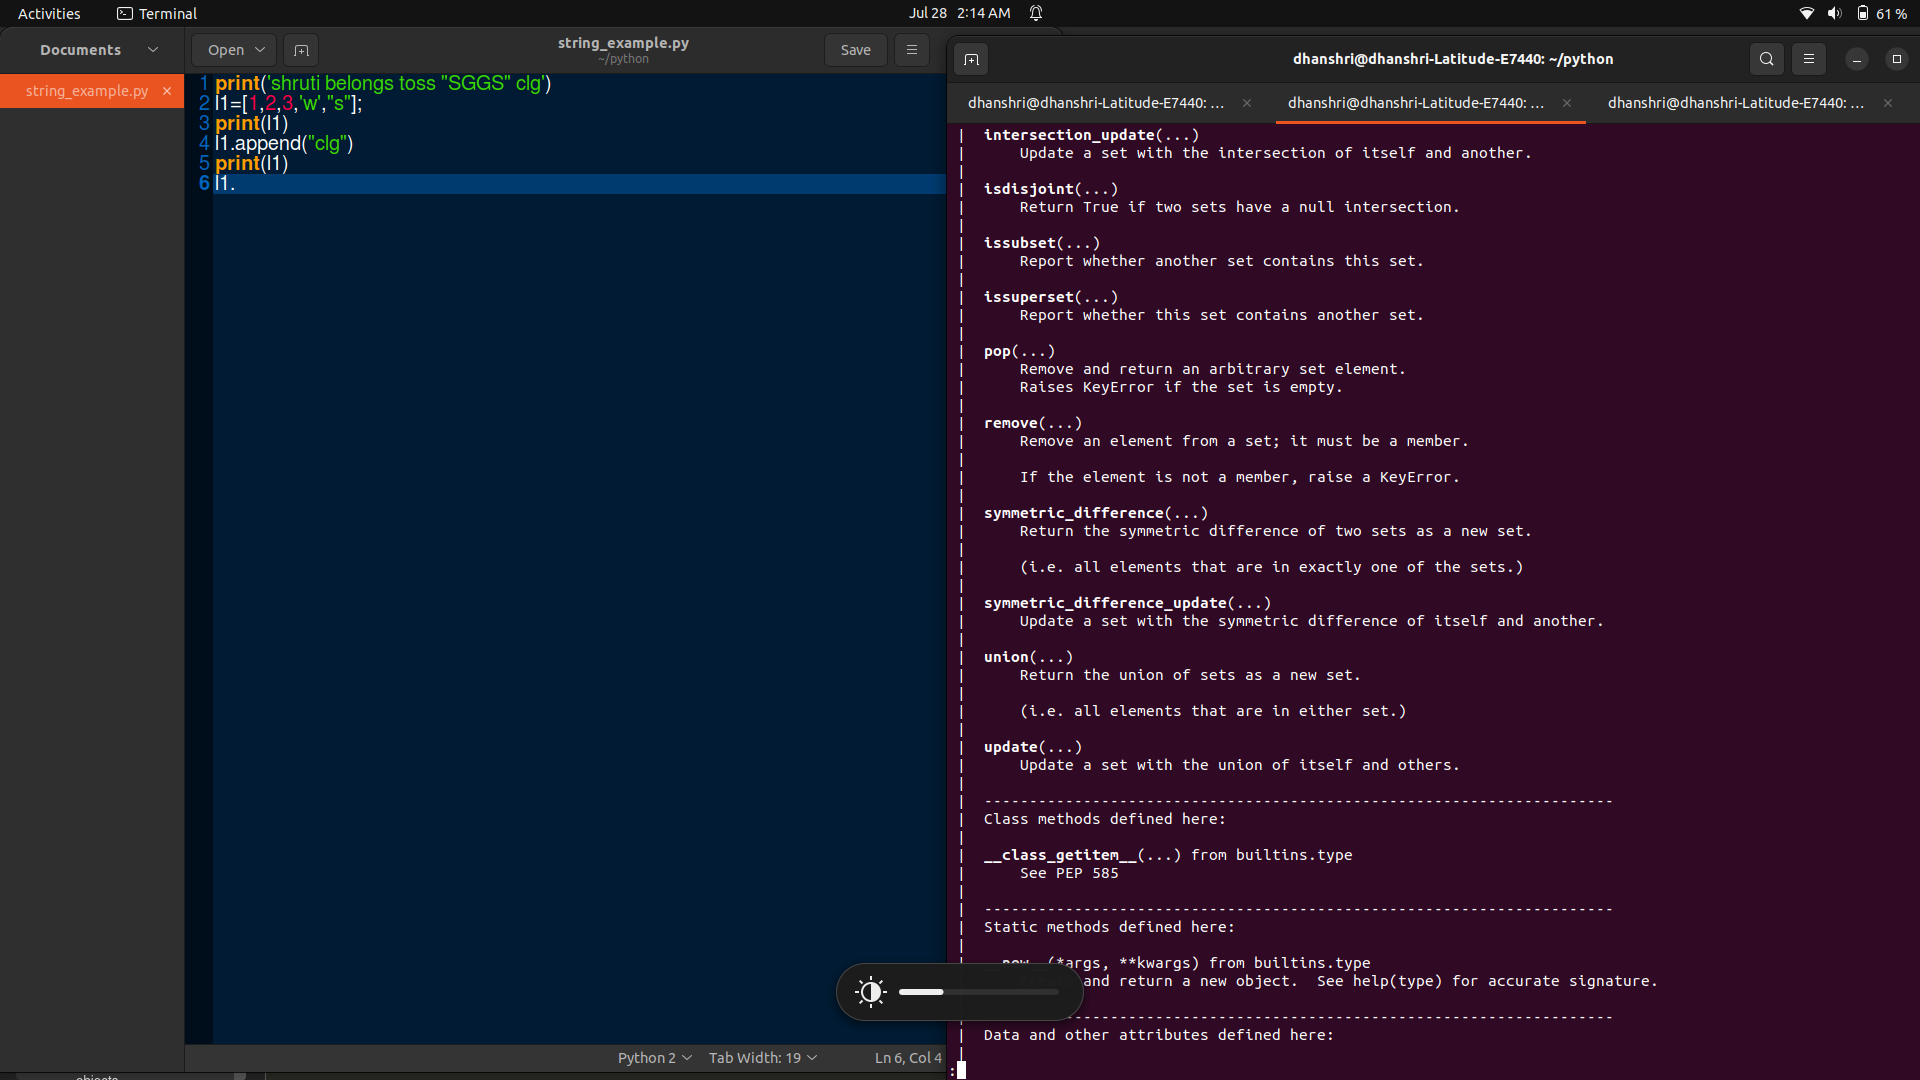 Activities Terminal Jul 28 2:14 AM 61 %
Documents Open string_example.py Save
~/python
string_example.py
1 print('shruti belongs toss "SGGS" clg')
2 l1=[1,2,3,'w',"s"];
3 print(l1)
4 l1.append("clg")
5 print(l1)
6 l1.
Python 2 Tab Width: 19 Ln 6, Col 4
objects
dhanshri@dhanshri-Latitude-E7440: ~/python
dhanshri@dhanshri-Latitude-E7440: ... dhanshri@dhanshri-Latitude-E7440: ... dhanshri@dhanshri-Latitude-E7440: ...
| intersection_update(...)
| Update a set with the intersection of itself and another.
|
| isdisjoint(...)
| Return True if two sets have a null intersection.
|
| issubset(...)
| Report whether another set contains this set.
|
| issuperset(...)
| Report whether this set contains another set.
|
| pop(...)
| Remove and return an arbitrary set element.
| Raises KeyError if the set is empty.
|
| remove(...)
| Remove an element from a set; it must be a member.
|
| If the element is not a member, raise a KeyError.
|
| symmetric_difference(...)
| Return the symmetric difference of two sets as a new set.
|
| (i.e. all elements that are in exactly one of the sets.)
|
| symmetric_difference_update(...)
| Update a set with the symmetric difference of itself and another.
|
| union(...)
| Return the union of sets as a new set.
|
| (i.e. all elements that are in either set.)
|
| update(...)
| Update a set with the union of itself and others.
|
| ----------------------------------------------------------------------
| Class methods defined here:
|
| __class_getitem__(...) from builtins.type
| See PEP 585
|
| ----------------------------------------------------------------------
| Static methods defined here:
|
(*args, **kwargs) from builtins.type
and return a new object. See help(type) for accurate signature.
----------------------------------------------------------------------
| Data and other attributes defined here:
|
: